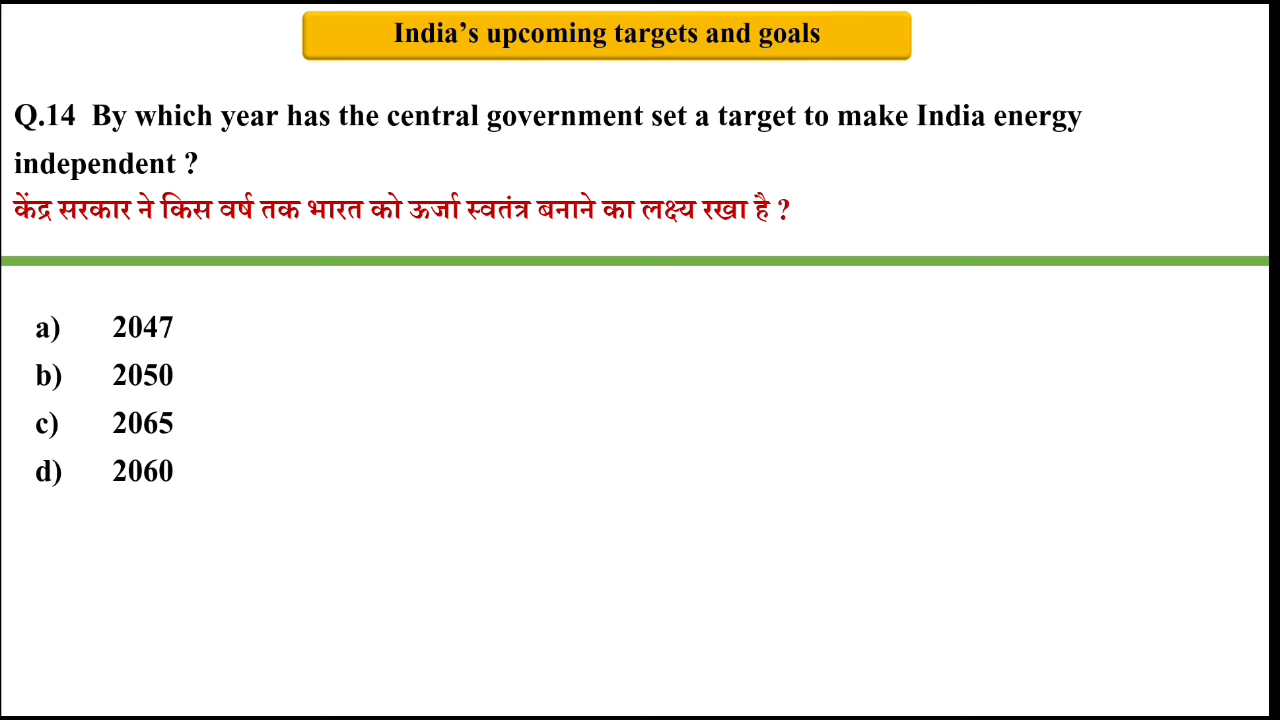 India’s upcoming targets and goals
Q.14 By which year has the central government set a target to make India energy
independent ?
केंद्र सरकार ने किस वर्ष तक भारत को ऊर्जा स्वतंत्र बनाने का लक्ष्य रखा है ?
a) 2047
b) 2050
c) 2065
d) 2060